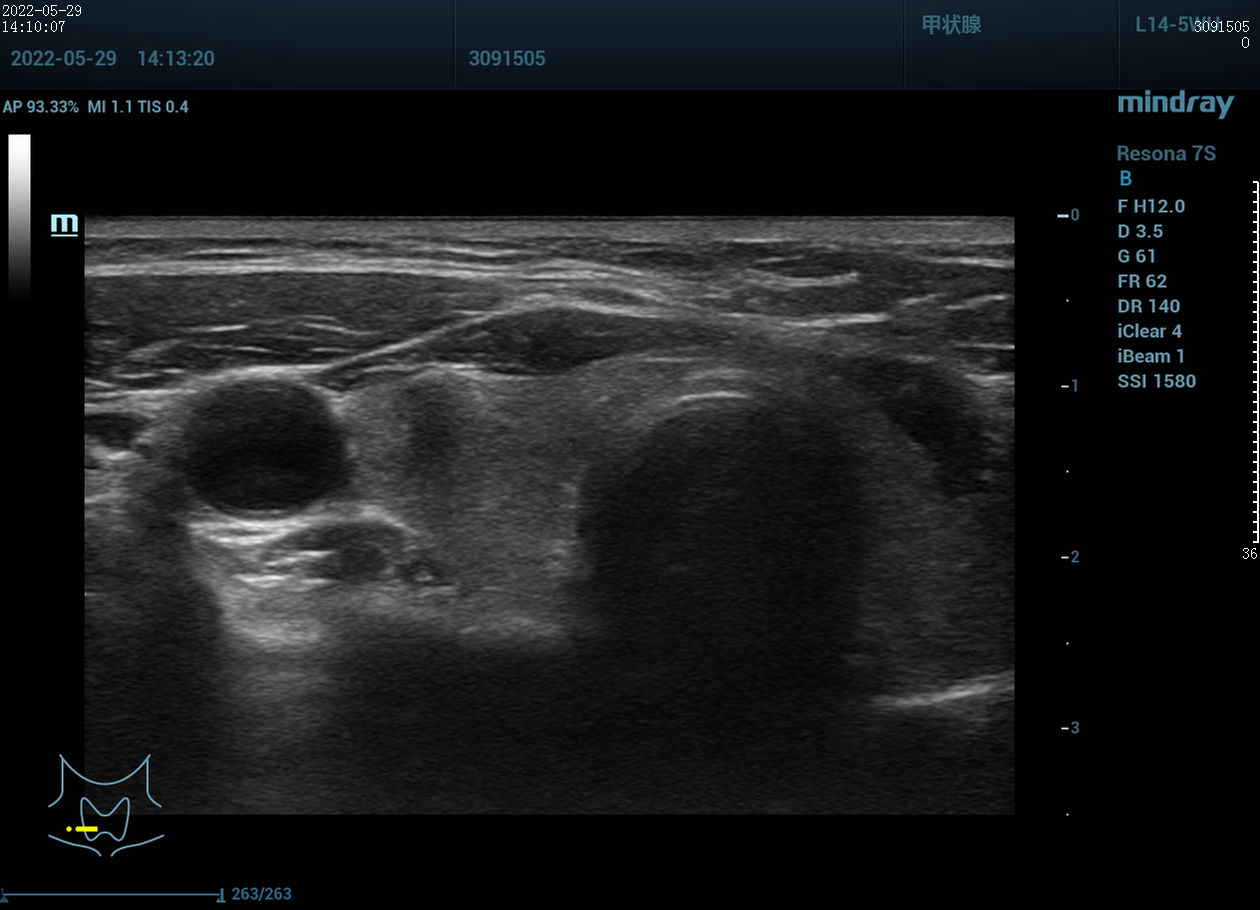 2022-05-29
14:10:07
2022-05-29 14:13:20
3091505
甲状腺
3091505
0
AP 93.33% MI 1.1 TIS 0.4
mindray
Resona 7S
B
F H12.0
D 3.5
G 61
FR 62
DR 140
iClear 4
iBeam 1
SSI 1580
m
0
1
2
3
36
263/263